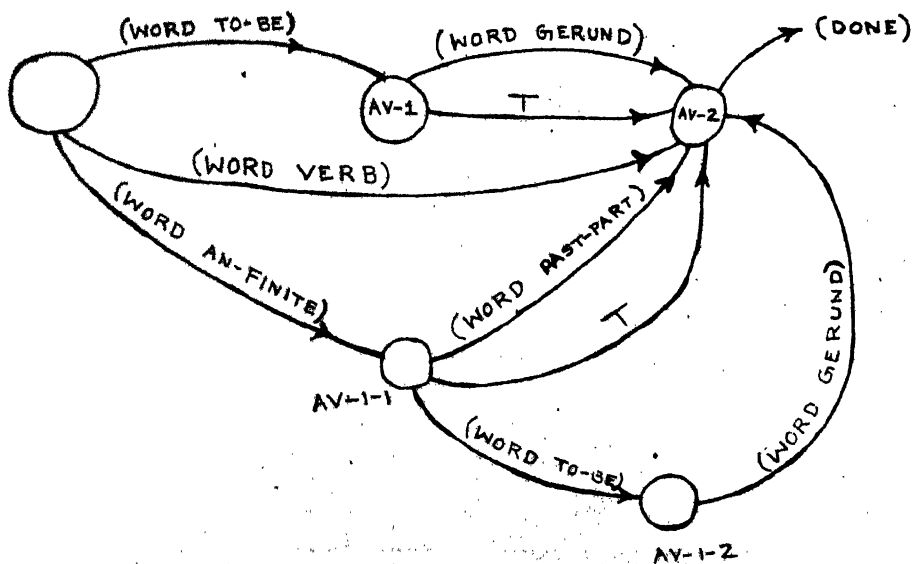 (WORD TO-BE)
(WORD GERUND)
(DONE)
AV-1
T
AV-2
(WORD VERB)
(WORD AN-FINITE)
(WORD PAST-PART)
T
(WORD GERUND)
AV-1-1
(WORD TO-BE)
AV-1-2